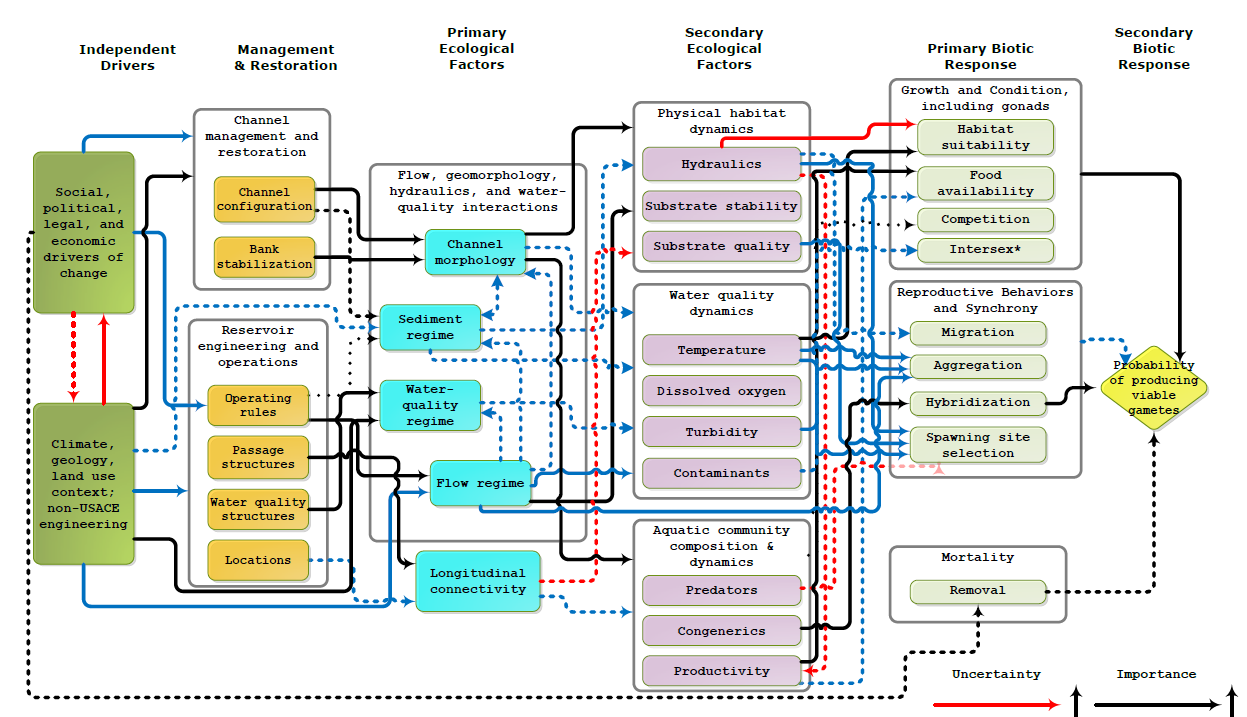 Independent
Drivers
Management
& Restoration
Primary
Ecological
Factors
Secondary
Ecological
Factors
Primary Biotic
Response
Secondary
Biotic
Response
Social,
political,
legal, and
economic
drivers of
change
Climate,
geology,
land use
context;
non-USACE
engineering
Channel
management and
restoration
Channel
configuration
Bank
stabilization
Reservoir
engineering and
operations
Operating
rules
Passage
structures
Water quality
structures
Locations
Flow, geomorphology,
hydraulics, and water-
quality interactions
Channel
morphology
Sediment
regime
Water-
quality
regime
Flow regime
Longitudinal
connectivity
Physical habitat
dynamics
Hydraulics
Substrate stability
Substrate quality
Water quality
dynamics
Temperature
Dissolved oxygen
Turbidity
Contaminants
Aquatic community
composition &
dynamics
Predators
Congenerics
Productivity
Growth and Condition,
including gonads
Habitat
suitability
Food
availability
Competition
Intersex*
Reproductive Behaviors
and Synchrony
Migration
Aggregation
Hybridization
Spawning site
selection
Mortality
Removal
Probability
of producing
viable
gametes
Uncertainty
Importance